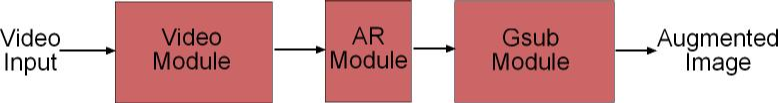 Video
Input
Video
Module
AR
Module
Gsub
Module
Augmented
Image